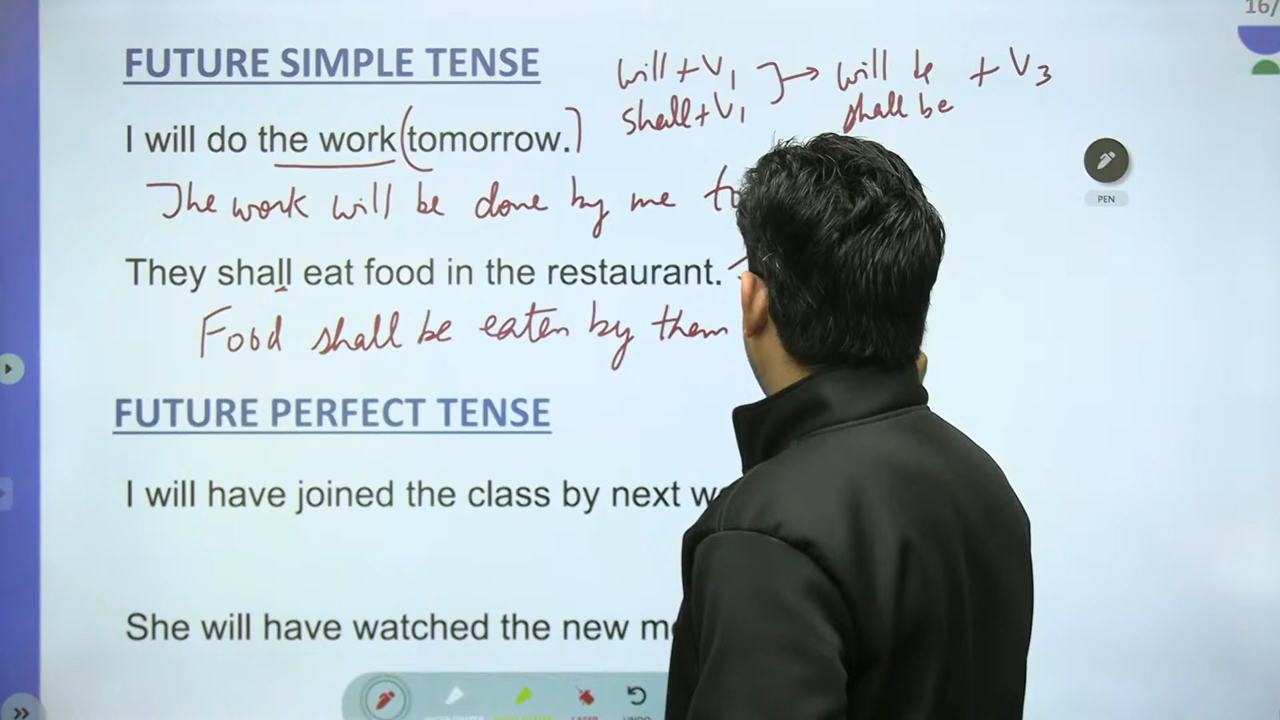 16/
FUTURE SIMPLE TENSE
will + V1
shall + V1
will be + V3
shall be
I will do the work (tomorrow.)
PEN
The work will be done by me
They shall eat food in the restaurant.
Food shall be eaten by them
FUTURE PERFECT TENSE
I will have joined the class by next
She will have watched the new
LASER
UNDO